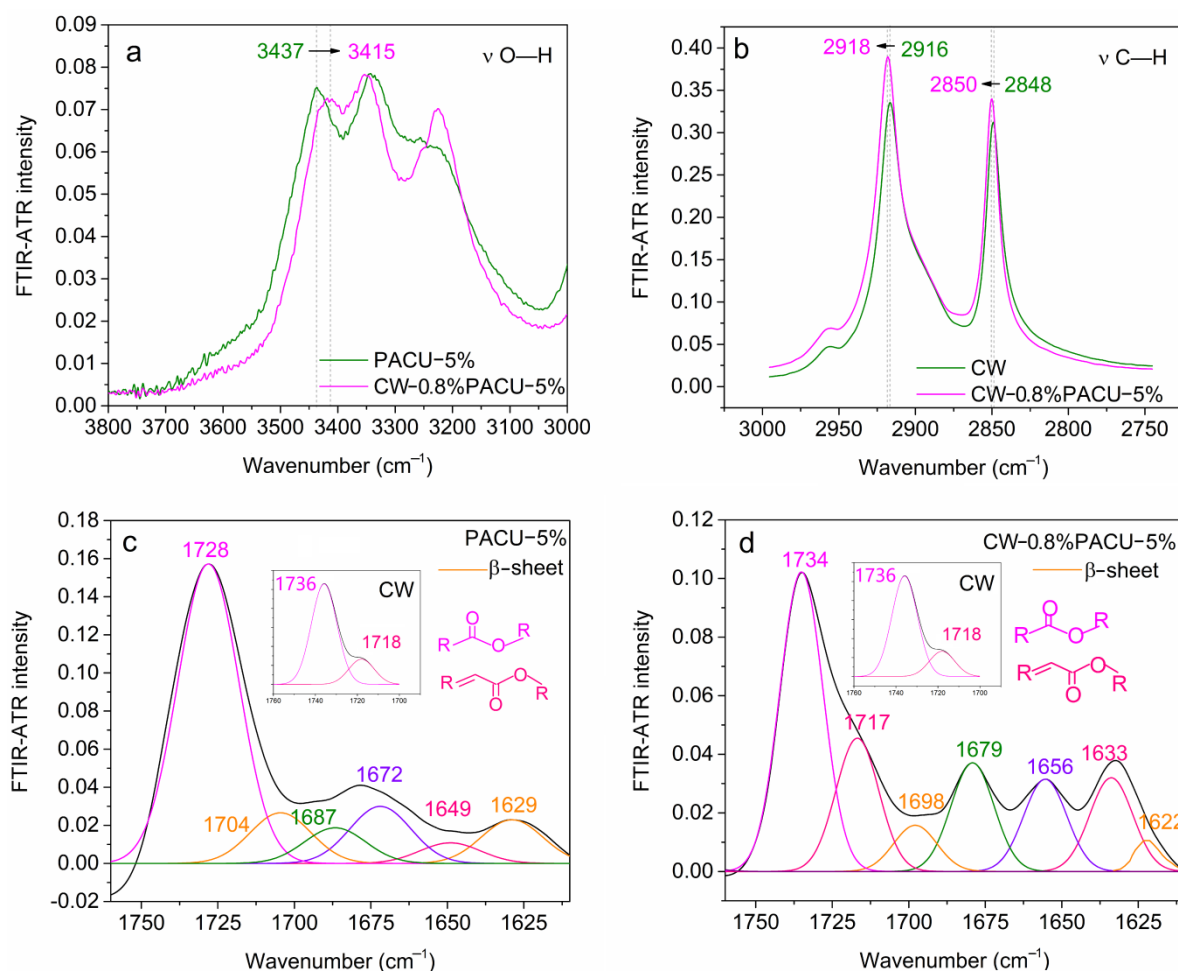 a
3437 → 3415
ν O—H
0.09
0.08
0.07
0.06
0.05
0.04
0.03
0.02
0.01
0.00
FTIR-ATR intensity
PACU−5%
CW−0.8%PACU−5%
3800 3700 3600 3500 3400 3300 3200 3100 3000
Wavenumber (cm⁻¹)
b
2918 ← 2916
ν C—H
2850 ← 2848
0.40
0.35
0.30
0.25
0.20
0.15
0.10
0.05
0.00
FTIR-ATR intensity
CW
CW−0.8%PACU−5%
3000 2950 2900 2850 2800 2750
Wavenumber (cm⁻¹)
c
PACU−5%
β-sheet
1728
CW
1736
1718
1760 1740 1720 1700
R O O R
R O O R
1704
1687
1672
1649
1629
0.18
0.16
0.14
0.12
0.10
0.08
0.06
0.04
0.02
0.00
-0.02
FTIR-ATR intensity
1750 1725 1700 1675 1650 1625
Wavenumber (cm⁻¹)
d
CW−0.8%PACU−5%
β-sheet
1734
CW
1736
1718
1760 1740 1720 1700
R O O R
R O O R
1717
1698
1679
1656
1633
1622
0.12
0.10
0.08
0.06
0.04
0.02
0.00
FTIR-ATR intensity
1750 1725 1700 1675 1650 1625
Wavenumber (cm⁻¹)